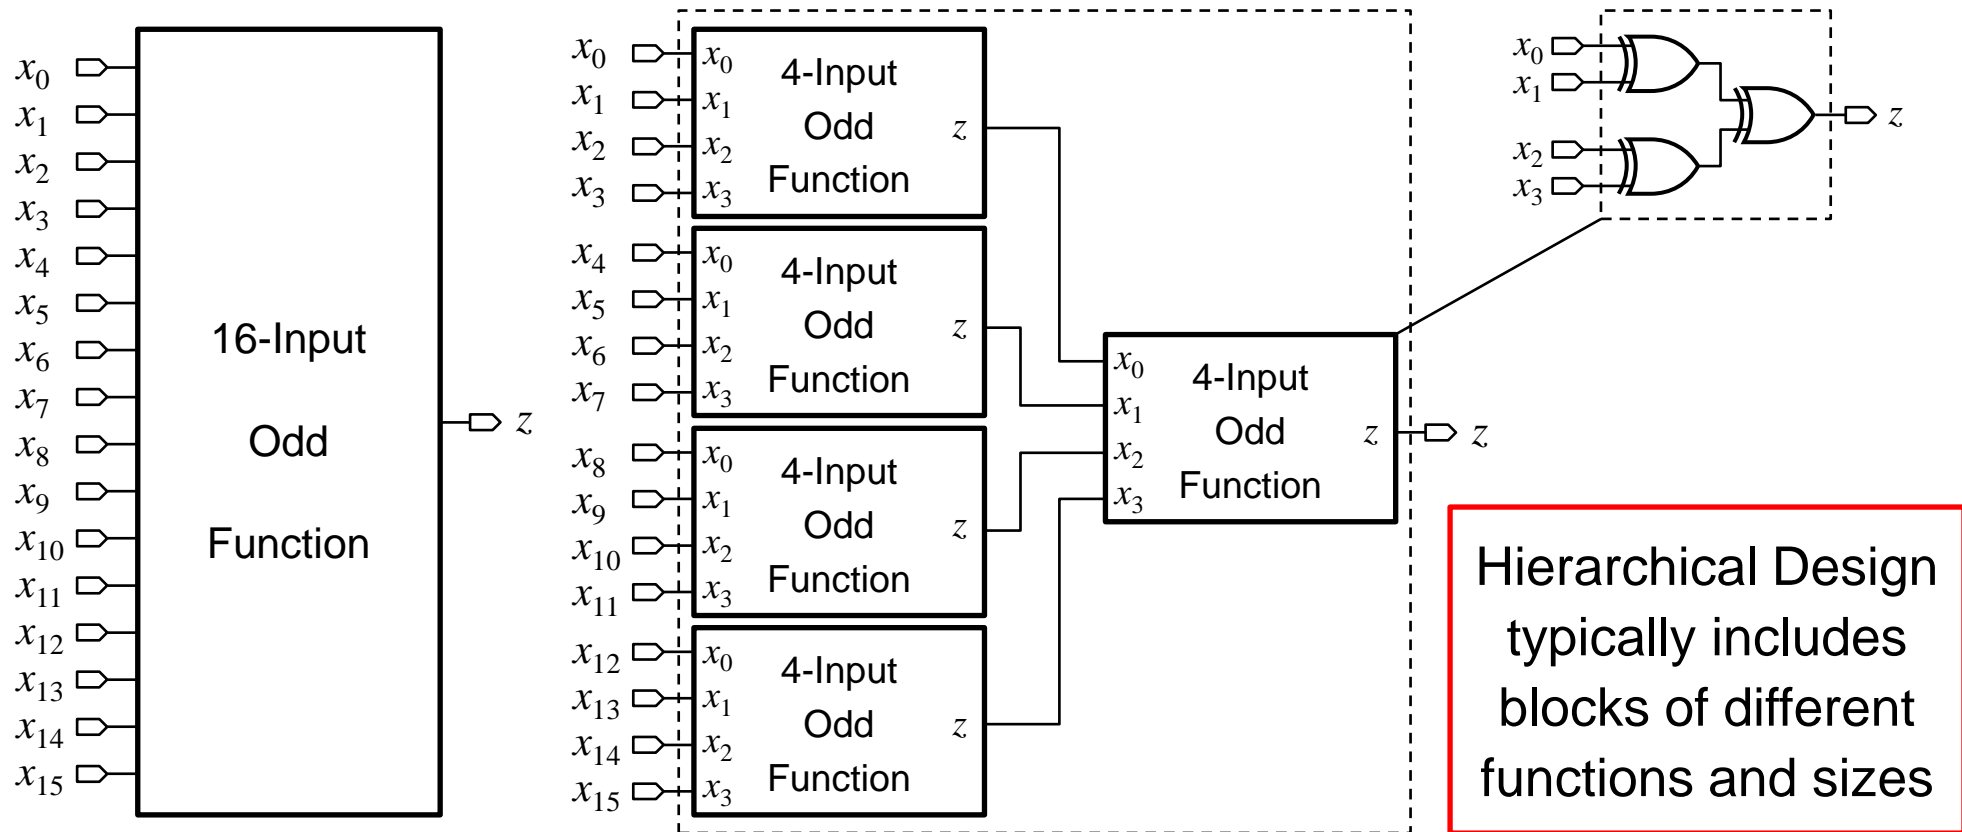 x0
x1
x2
x3
x4
x5
x6
x7
x8
x9
x10
x11
x12
x13
x14
x15
16-Input
Odd
Function
z
x0
x1
x2
x3
x0
x1
x2
x3
4-Input
Odd
Function
z
x4
x5
x6
x7
x0
x1
x2
x3
4-Input
Odd
Function
z
x8
x9
x10
x11
x0
x1
x2
x3
4-Input
Odd
Function
z
x12
x13
x14
x15
x0
x1
x2
x3
4-Input
Odd
Function
z
x0
x1
x2
x3
4-Input
Odd
Function
z
z
x0
x1
x2
x3
z
Hierarchical Design
typically includes
blocks of different
functions and sizes